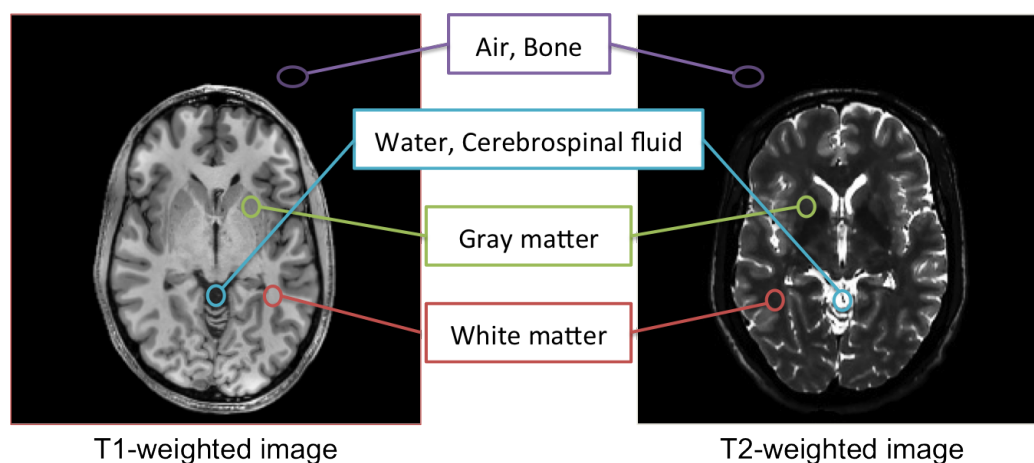 Air, Bone
Water, Cerebrospinal fluid
Gray matter
White matter
T1-weighted image
T2-weighted image